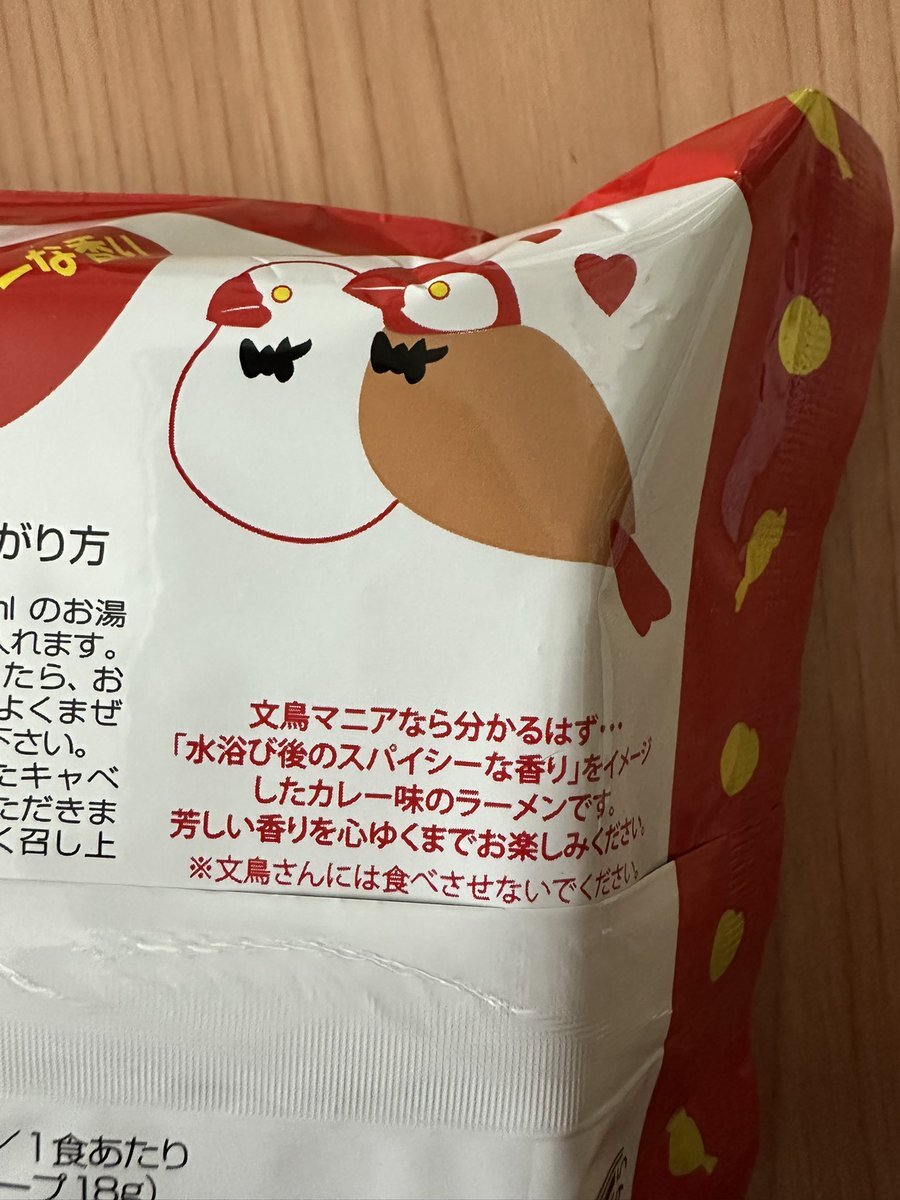 ーな香り
がり方
ml のお湯
入れます。
たら、お
よくまぜ
下さい。
たキャベ
ただきま
く召し上
文鳥マニアなら分かるはず…
「水浴び後のスパイシーな香り」をイメージ
したカレー味のラーメンです。
芳しい香りを心ゆくまでお楽しみください。
※文鳥さんには食べさせないでください。
／1食あたり
ープ18g）